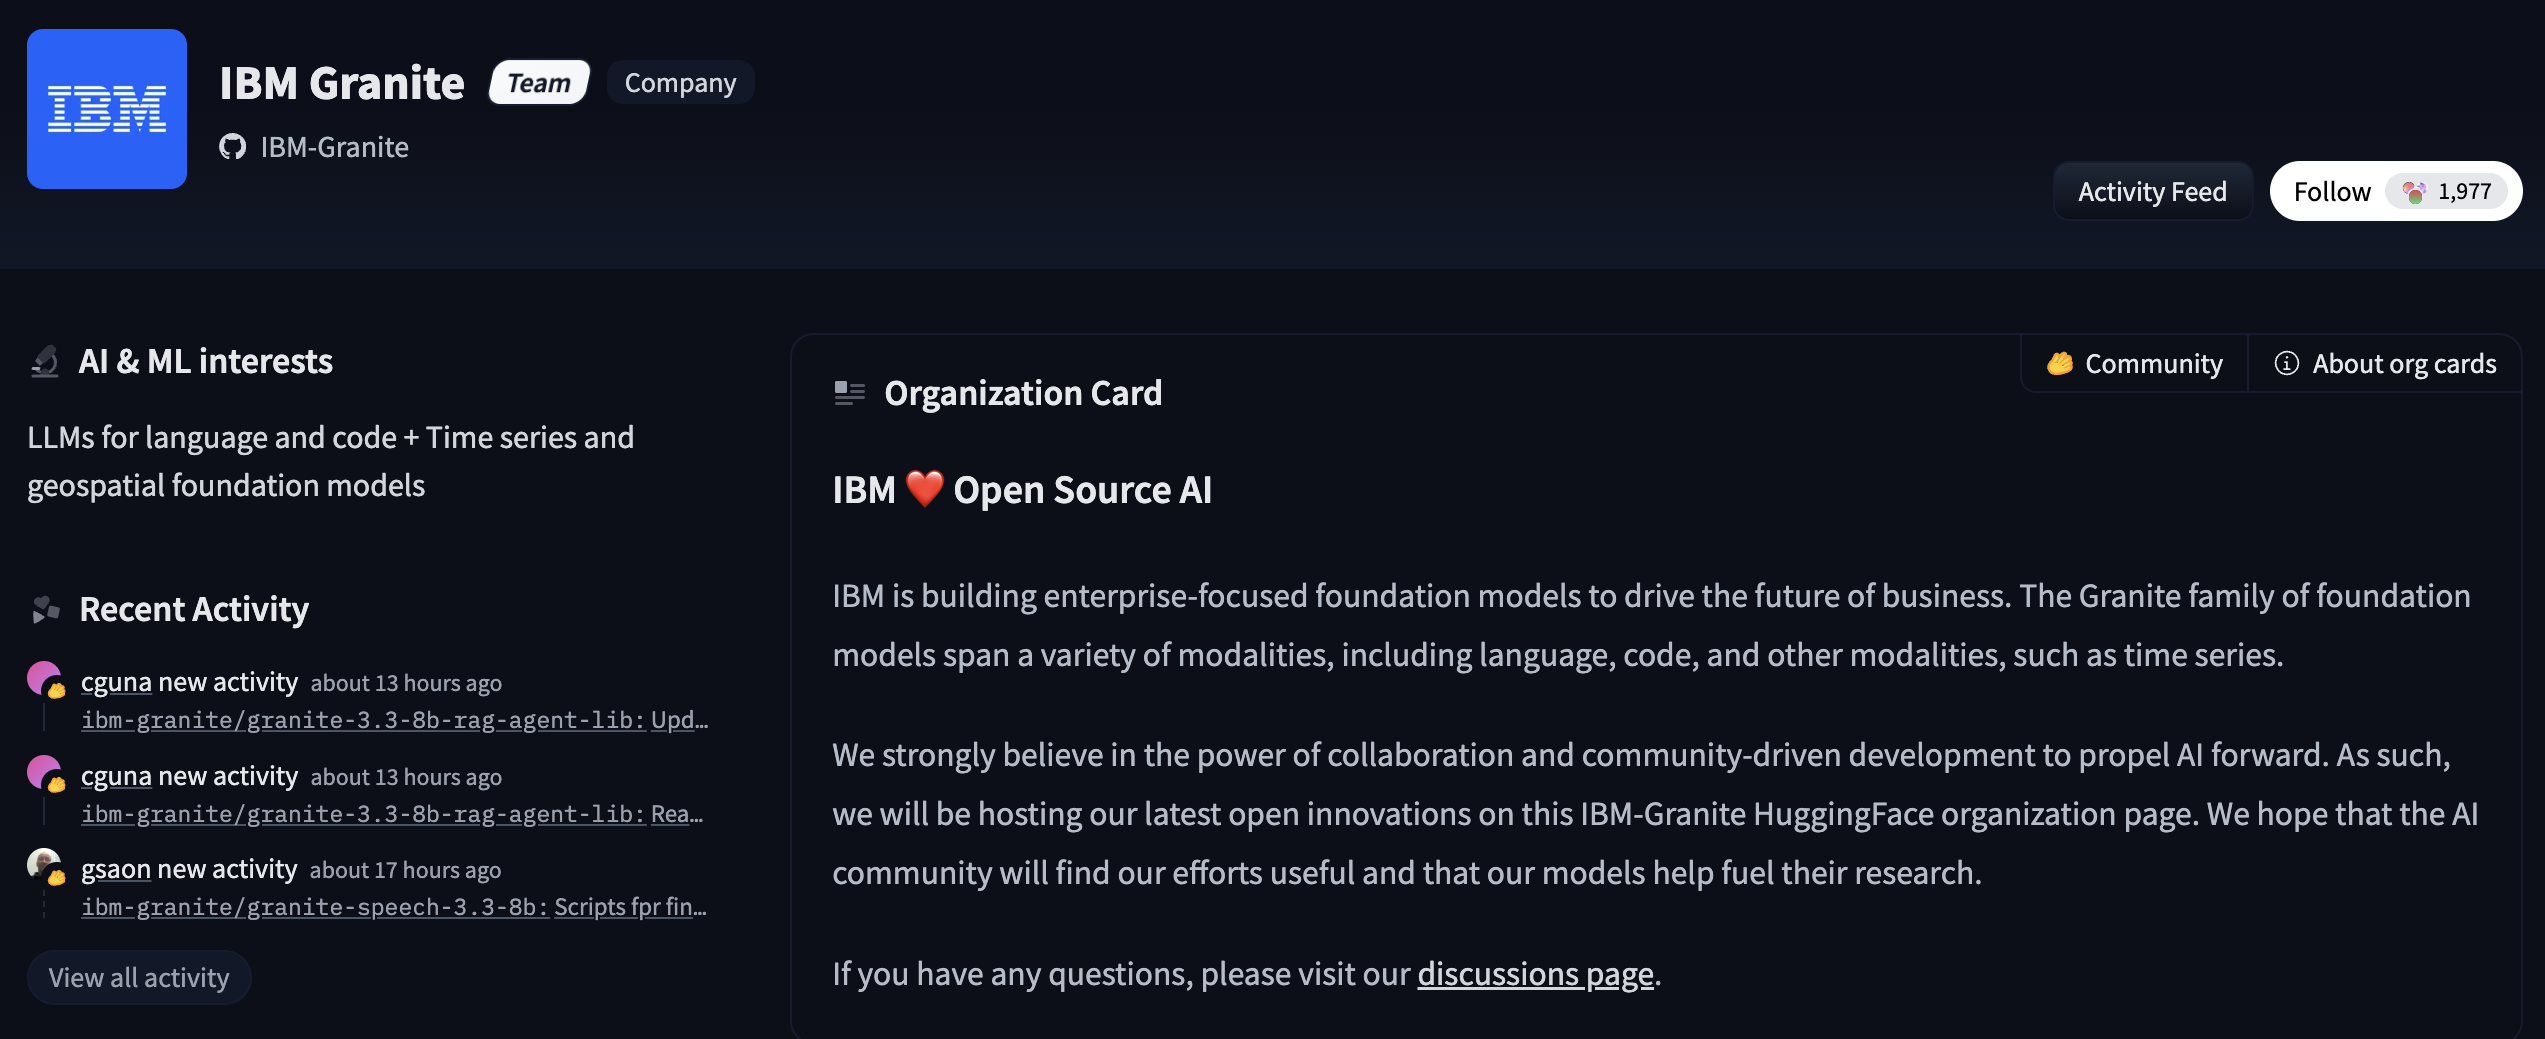 IBM
IBM Granite Team Company
IBM-Granite
Activity Feed Follow 1,977
AI & ML interests
LLMs for language and code + Time series and
geospatial foundation models
Recent Activity
cguna new activity about 13 hours ago
ibm-granite/granite-3.3-8b-rag-agent-lib: Upd…
cguna new activity about 13 hours ago
ibm-granite/granite-3.3-8b-rag-agent-lib: Rea…
gsaon new activity about 17 hours ago
ibm-granite/granite-speech-3.3-8b: Scripts fpr fin…
View all activity
Community About org cards
Organization Card
IBM ❤️ Open Source AI
IBM is building enterprise-focused foundation models to drive the future of business. The Granite family of foundation
models span a variety of modalities, including language, code, and other modalities, such as time series.
We strongly believe in the power of collaboration and community-driven development to propel AI forward. As such,
we will be hosting our latest open innovations on this IBM-Granite HuggingFace organization page. We hope that the AI
community will find our efforts useful and that our models help fuel their research.
If you have any questions, please visit our discussions page.